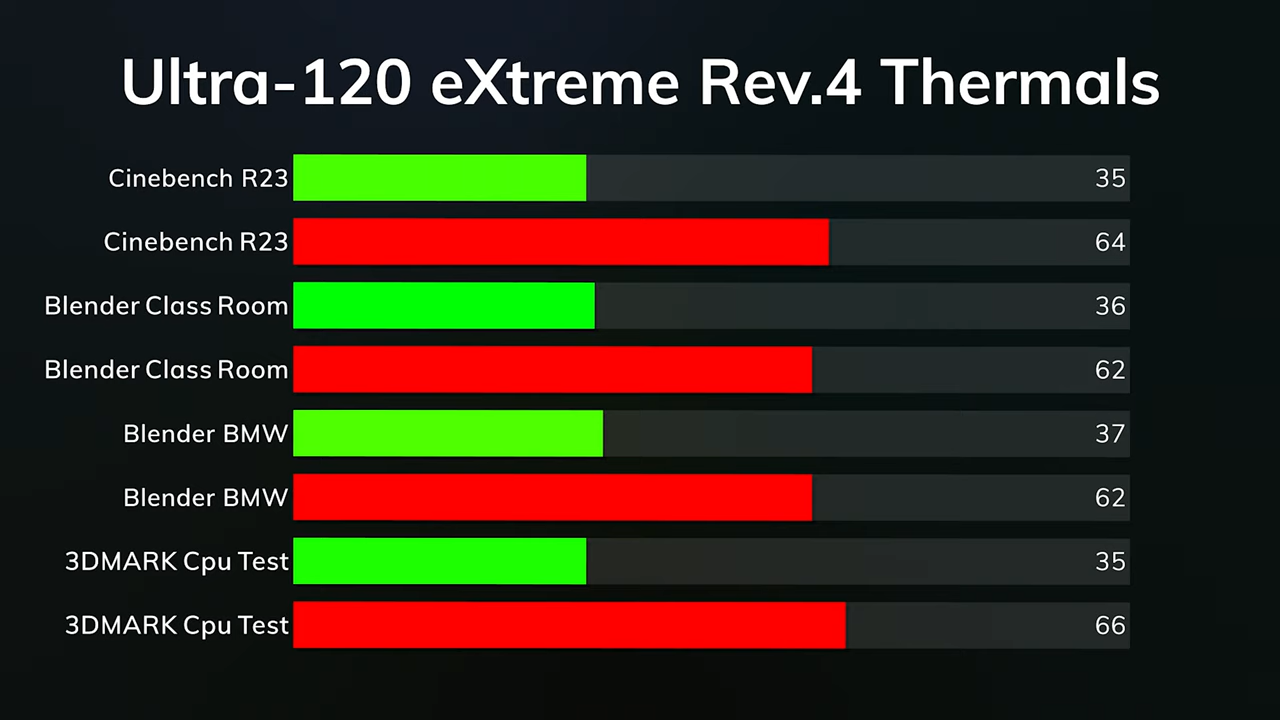 Ultra-120 eXtreme Rev.4 Thermals
Cinebench R23 35
Cinebench R23 64
Blender Class Room 36
Blender Class Room 62
Blender BMW 37
Blender BMW 62
3DMARK Cpu Test 35
3DMARK Cpu Test 66